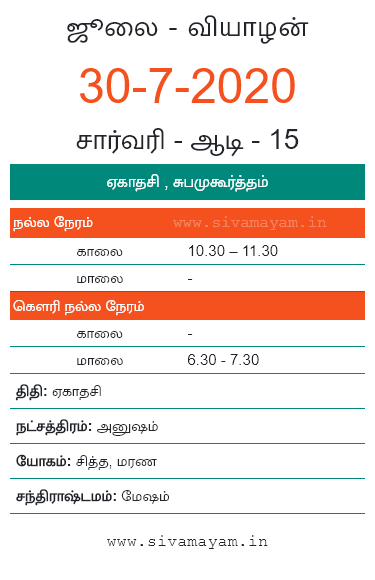 ஜூலை - வியாழன்
30-7-2020
சார்வரி - ஆடி - 15
ஏகாதசி , சுபமுகூர்த்தம்
நல்ல நேரம் www.sivamayam.in
காலை 10.30 – 11.30
மாலை -
கௌரி நல்ல நேரம்
காலை -
மாலை 6.30 - 7.30
திதி: ஏகாதசி
நட்சத்திரம்: அனுஷம்
யோகம்: சித்த, மரண
சந்திராஷ்டமம்: மேஷம்
www.sivamayam.in